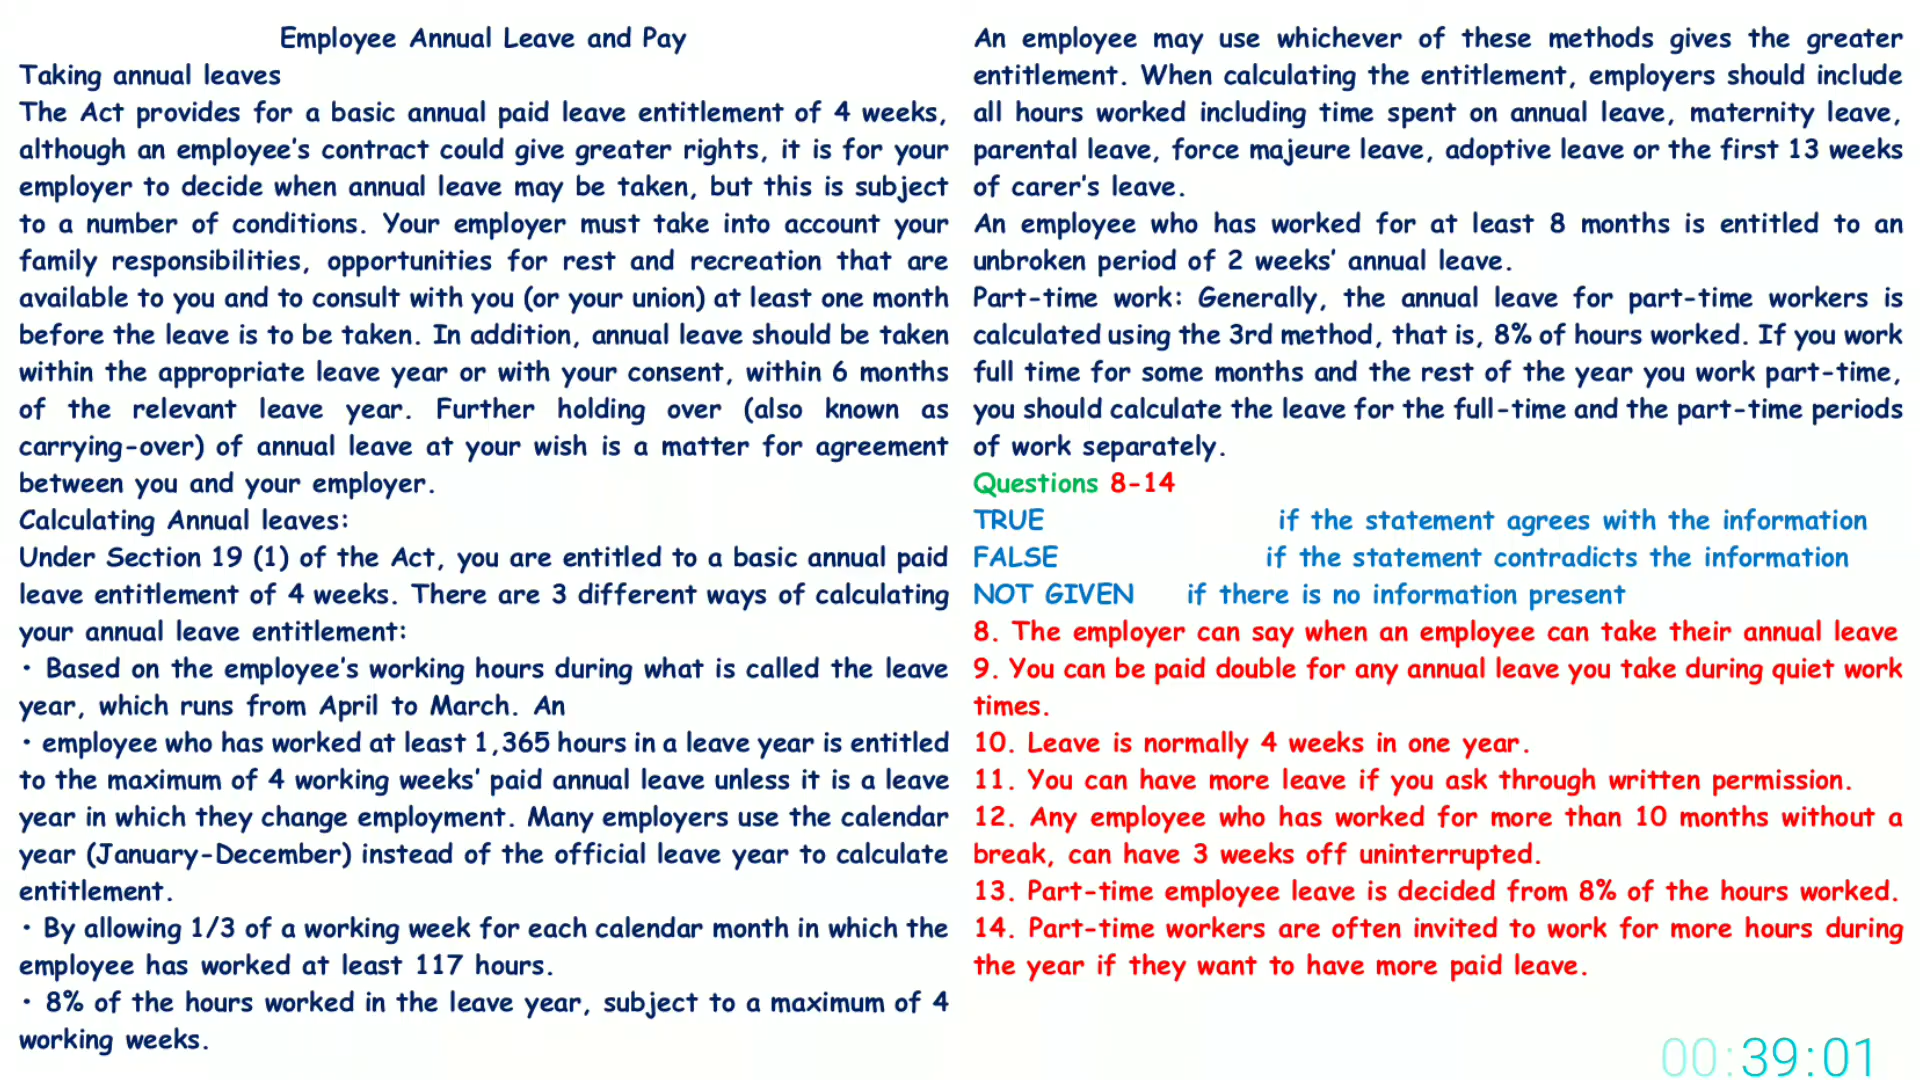 Employee Annual Leave and Pay
Taking annual leaves
The Act provides for a basic annual paid leave entitlement of 4 weeks,
although an employee's contract could give greater rights, it is for your
employer to decide when annual leave may be taken, but this is subject
to a number of conditions. Your employer must take into account your
family responsibilities, opportunities for rest and recreation that are
available to you and to consult with you (or your union) at least one month
before the leave is to be taken. In addition, annual leave should be taken
within the appropriate leave year or with your consent, within 6 months
of the relevant leave year. Further holding over (also known as
carrying-over) of annual leave at your wish is a matter for agreement
between you and your employer.
Calculating Annual leaves:
Under Section 19 (1) of the Act, you are entitled to a basic annual paid
leave entitlement of 4 weeks. There are 3 different ways of calculating
your annual leave entitlement:
• Based on the employee's working hours during what is called the leave
year, which runs from April to March. An
• employee who has worked at least 1,365 hours in a leave year is entitled
to the maximum of 4 working weeks' paid annual leave unless it is a leave
year in which they change employment. Many employers use the calendar
year (January-December) instead of the official leave year to calculate
entitlement.
• By allowing 1/3 of a working week for each calendar month in which the
employee has worked at least 117 hours.
• 8% of the hours worked in the leave year, subject to a maximum of 4
working weeks.
An employee may use whichever of these methods gives the greater
entitlement. When calculating the entitlement, employers should include
all hours worked including time spent on annual leave, maternity leave,
parental leave, force majeure leave, adoptive leave or the first 13 weeks
of carer's leave.
An employee who has worked for at least 8 months is entitled to an
unbroken period of 2 weeks' annual leave.
Part-time work: Generally, the annual leave for part-time workers is
calculated using the 3rd method, that is, 8% of hours worked. If you work
full time for some months and the rest of the year you work part-time,
you should calculate the leave for the full-time and the part-time periods
of work separately.
Questions 8-14
TRUE if the statement agrees with the information
FALSE if the statement contradicts the information
NOT GIVEN if there is no information present
8. The employer can say when an employee can take their annual leave
9. You can be paid double for any annual leave you take during quiet work
times.
10. Leave is normally 4 weeks in one year.
11. You can have more leave if you ask through written permission.
12. Any employee who has worked for more than 10 months without a
break, can have 3 weeks off uninterrupted.
13. Part-time employee leave is decided from 8% of the hours worked.
14. Part-time workers are often invited to work for more hours during
the year if they want to have more paid leave.
00:39:01